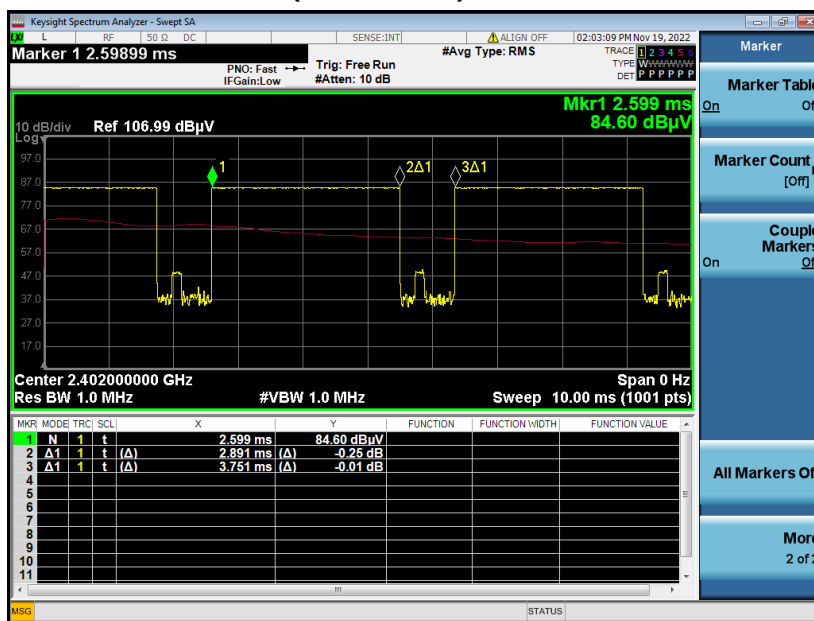 Keysight Spectrum Analyzer - Swept SA
LXI L RF 50 Ω DC SENSE:INT ALIGN OFF 02:03:09 PM Nov 19, 2022
Marker 1 2.59899 ms
PNO: Fast
IFGain:Low
Trig: Free Run
#Atten: 10 dB
#Avg Type: RMS
TRACE 1 2 3 4 5 6
TYPE WWWWWW
DET P P P P P P
Mkr1 2.599 ms
84.60 dBµV
10 dB/div Ref 106.99 dBµV
Log
97.0
87.0
77.0
67.0
57.0
47.0
37.0
27.0
17.0
1
2Δ1
3Δ1
Center 2.402000000 GHz Span 0 Hz
Res BW 1.0 MHz #VBW 1.0 MHz Sweep 10.00 ms (1001 pts)
MKR MODE TRC SCL X Y FUNCTION FUNCTION WIDTH FUNCTION VALUE
1 N 1 t 2.599 ms 84.60 dBµV
2 Δ1 1 t (Δ) 2.891 ms (Δ) -0.25 dB
3 Δ1 1 t (Δ) 3.751 ms (Δ) -0.01 dB
4
5
6
7
8
9
10
11
MSG STATUS
Marker
Marker Table
On Of
Marker Count
[Off]
Couple
Markers
On Of
All Markers Of
More
2 of 2